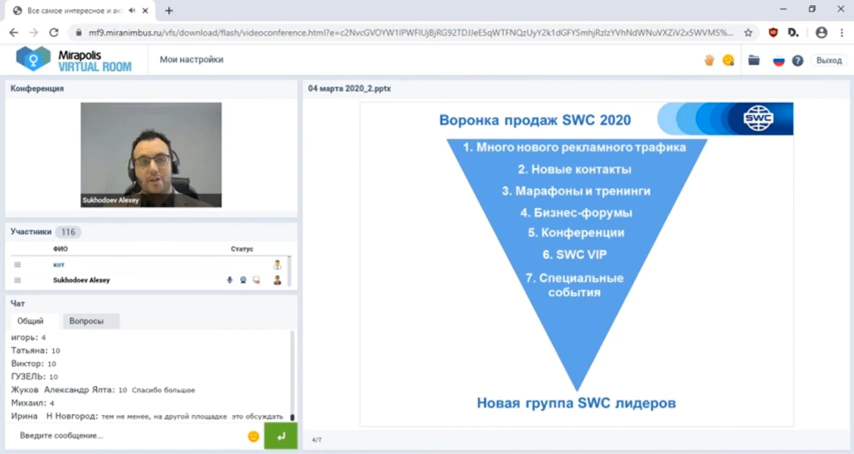 Все самое интересное и ак
mf9.miranimbus.ru/vfs/download/flash/videoconference.html?e=c2NvcGVOYW1lPWFlUjBjRG92TDJJeE5qWTFNQzUyY2k1dGFYSmhjRzlzYVhNdWNuVXZiV2x5WVM5%...
Mirapolis
VIRTUAL ROOM
Мои настройки
Выход
Конференция
Sukhodoev Alexey
Участники 116
ФИО Статус
кот
Sukhodoev Alexey
Чат
Общий Вопросы
игорь: 4
Татьяна: 10
Виктор: 10
ГУЗЕЛЬ: 10
Жуков Александр Ялта: 10 Спасибо большое
Михаил: 4
Ирина Н Новгород: тем не менее, на другой площадке это обсуждать
Введите сообщение...
04 марта 2020_2.pptx
Воронка продаж SWC 2020
SWC
1. Много нового рекламного трафика
2. Новые контакты
3. Марафоны и тренинги
4. Бизнес-форумы
5. Конференции
6. SWC VIP
7. Специальные
события
Новая группа SWC лидеров
4/7